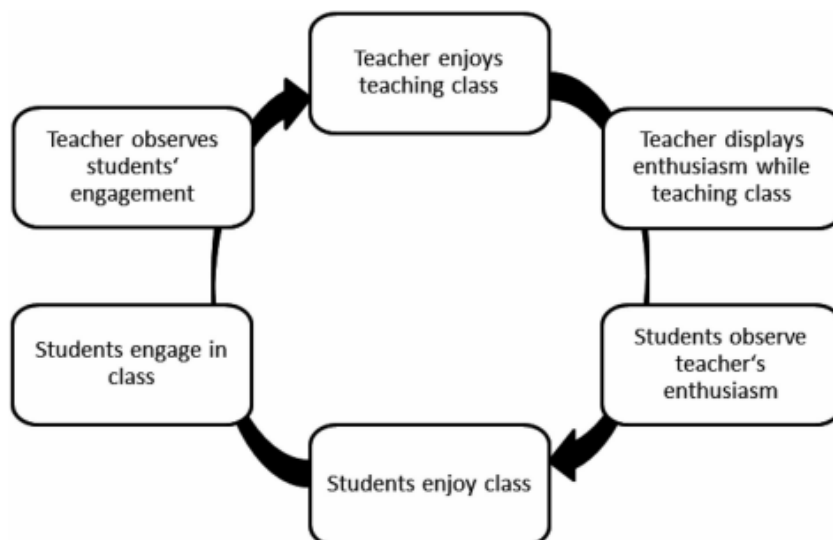 Teacher enjoys
teaching class
Teacher displays
enthusiasm while
teaching class
Students observe
teacher‘s
enthusiasm
Students enjoy class
Students engage in
class
Teacher observes
students‘
engagement